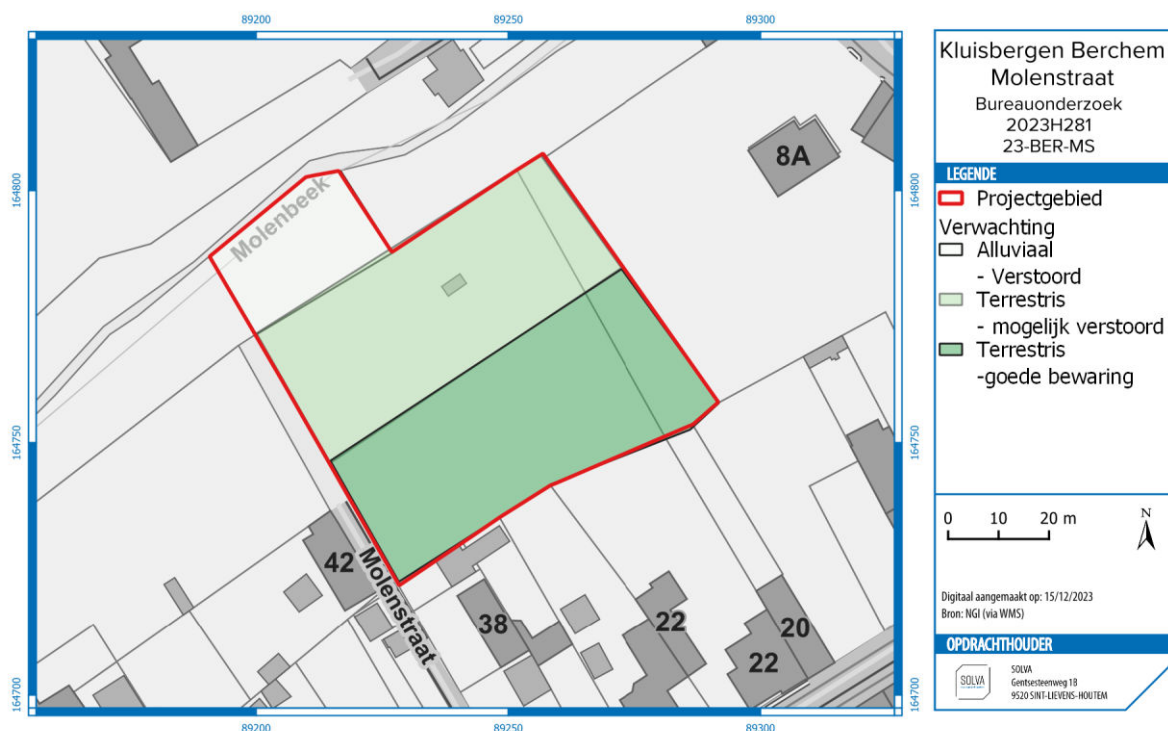 89200
89250
89300
164800
164750
164700
164800
164750
164700
89200
89250
89300
Molenbeek
8A
42
Molenstraat
38
22
22
20
Kluisbergen Berchem
Molenstraat
Bureauonderzoek
2023H281
23-BER-MS
LEGENDE
Projectgebied
Verwachting
Alluviaal
- Verstoord
Terrestris
- mogelijk verstoord
Terrestris
-goede bewaring
0 10 20 m
N
Digitaal aangemaakt op: 15/12/2023
Bron: NGI (via WMS)
OPDRACHTHOUDER
SOLVA
SOLVA
Gentsesteenweg 1B
9520 SINT-LIEVENS-HOUTEM